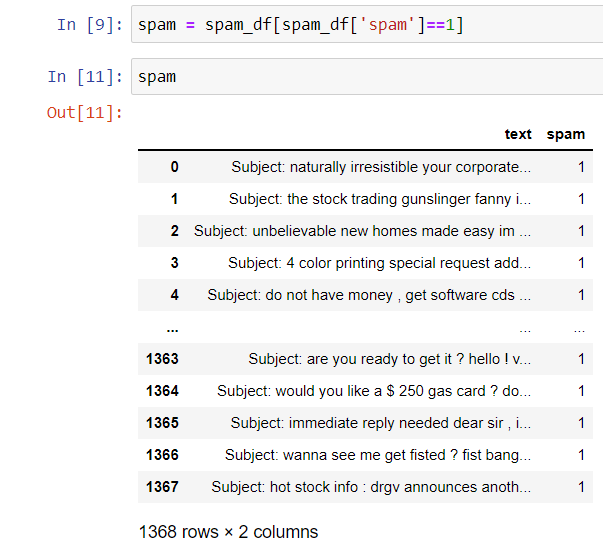 In [9]: spam = spam_df[spam_df['spam']==1]
In [11]: spam
Out[11]:
text spam
0 Subject: naturally irresistible your corporate... 1
1 Subject: the stock trading gunslinger fanny i... 1
2 Subject: unbelievable new homes made easy im ... 1
3 Subject: 4 color printing special request add... 1
4 Subject: do not have money , get software cds ... 1
... ... ...
1363 Subject: are you ready to get it ? hello ! v... 1
1364 Subject: would you like a $ 250 gas card ? do... 1
1365 Subject: immediate reply needed dear sir , i... 1
1366 Subject: wanna see me get fisted ? fist bang... 1
1367 Subject: hot stock info : drgv announces anoth... 1
1368 rows × 2 columns